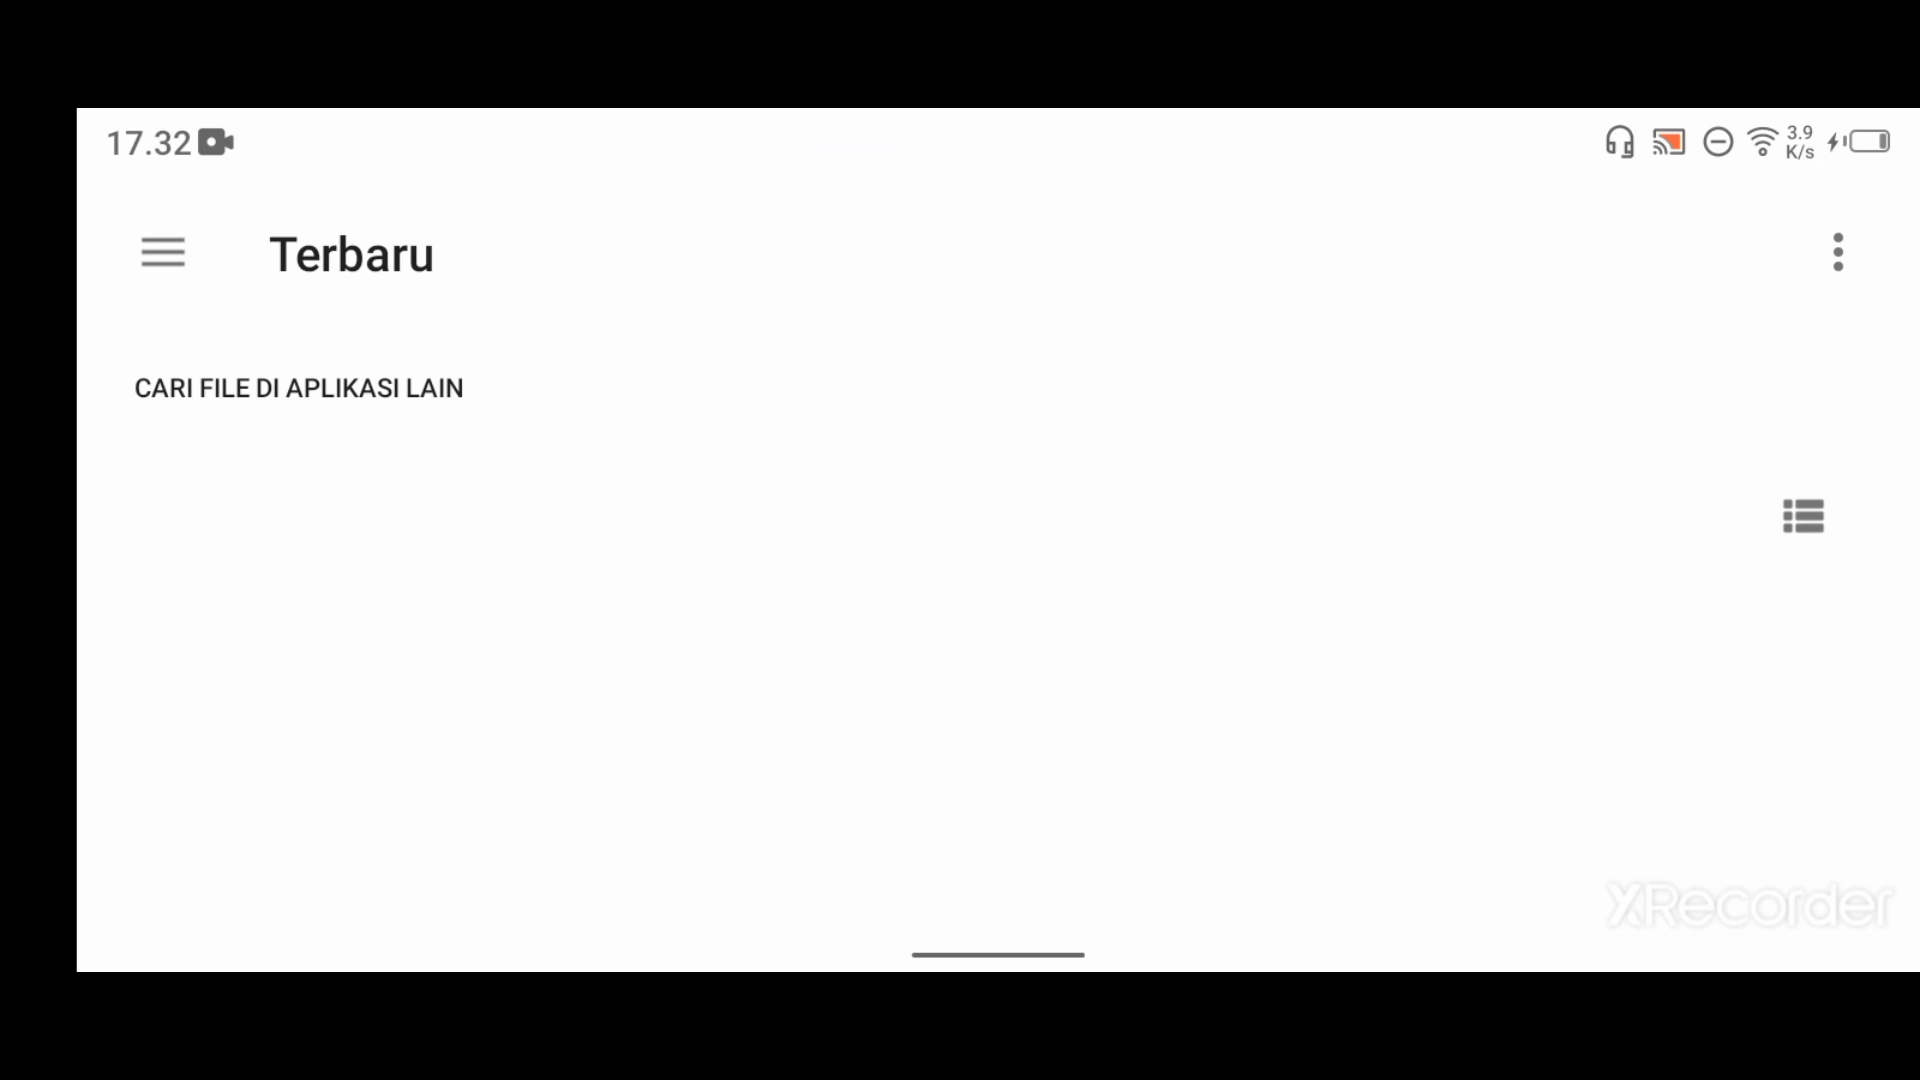 17.32
3.9
K/s
Terbaru
CARI FILE DI APLIKASI LAIN
XRecorder